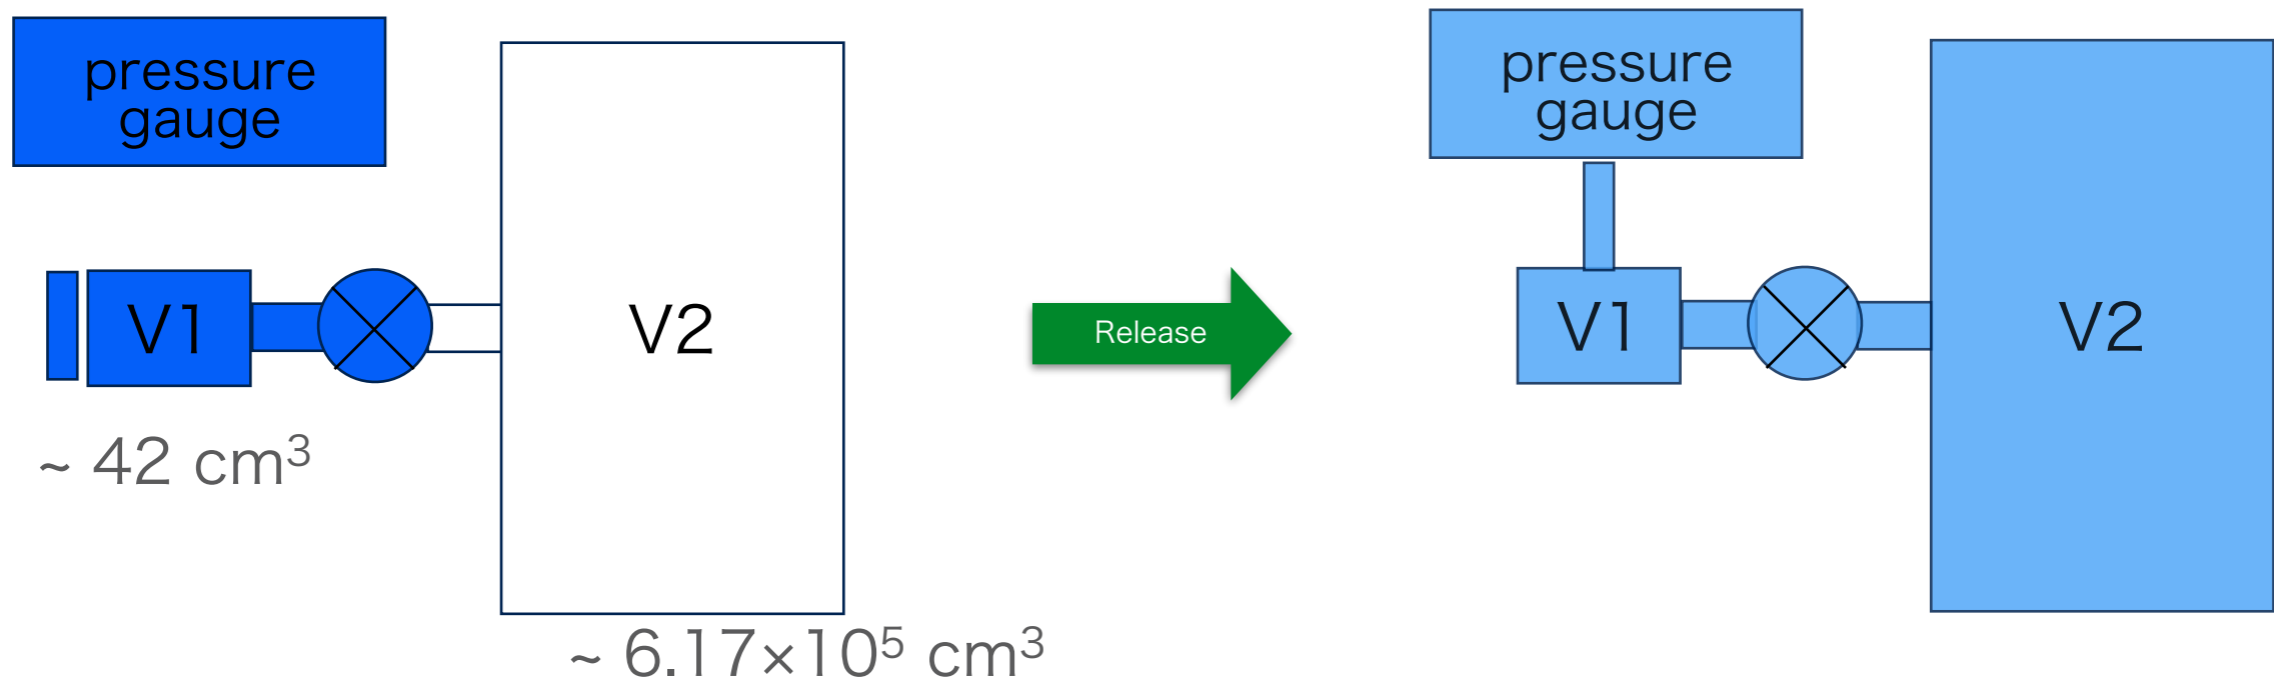 pressure
gauge
V1
V2
~ 42 cm³
~ 6.17×10⁵ cm³
Release
pressure
gauge
V1
V2